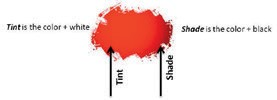 Tint is the color + white
Shade is the color + black
Tint
Shade